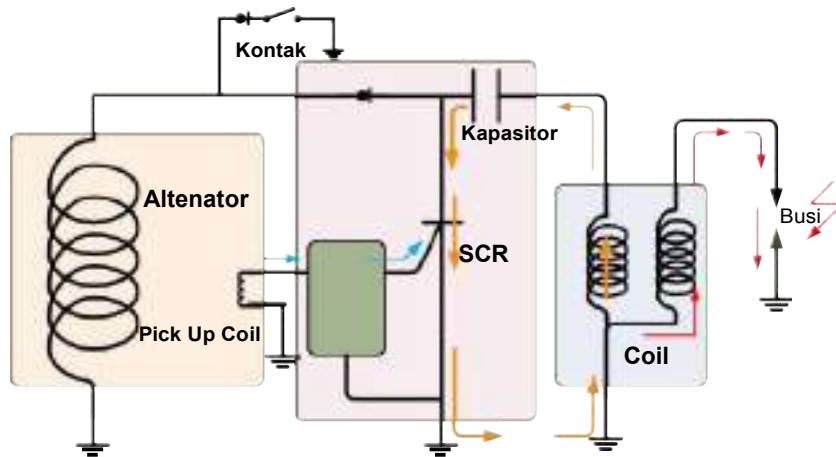 Kontak
Kapasitor
Altenator
Busi
SCR
Pick Up Coil
Coil